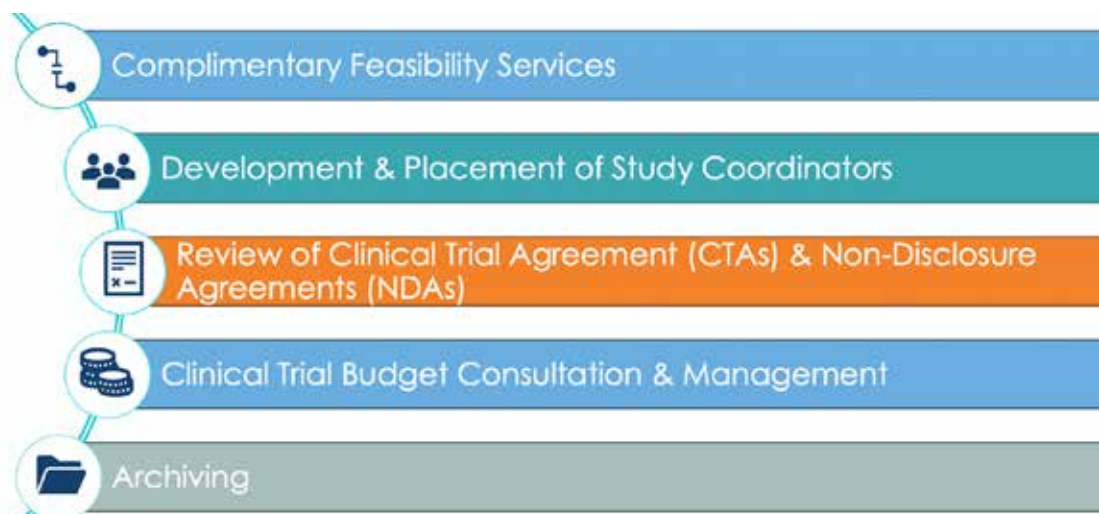 Complimentary Feasibility Services
Development & Placement of Study Coordinators
Review of Clinical Trial Agreement (CTAs) & Non-Disclosure
Agreements (NDAs)
Clinical Trial Budget Consultation & Management
Archiving